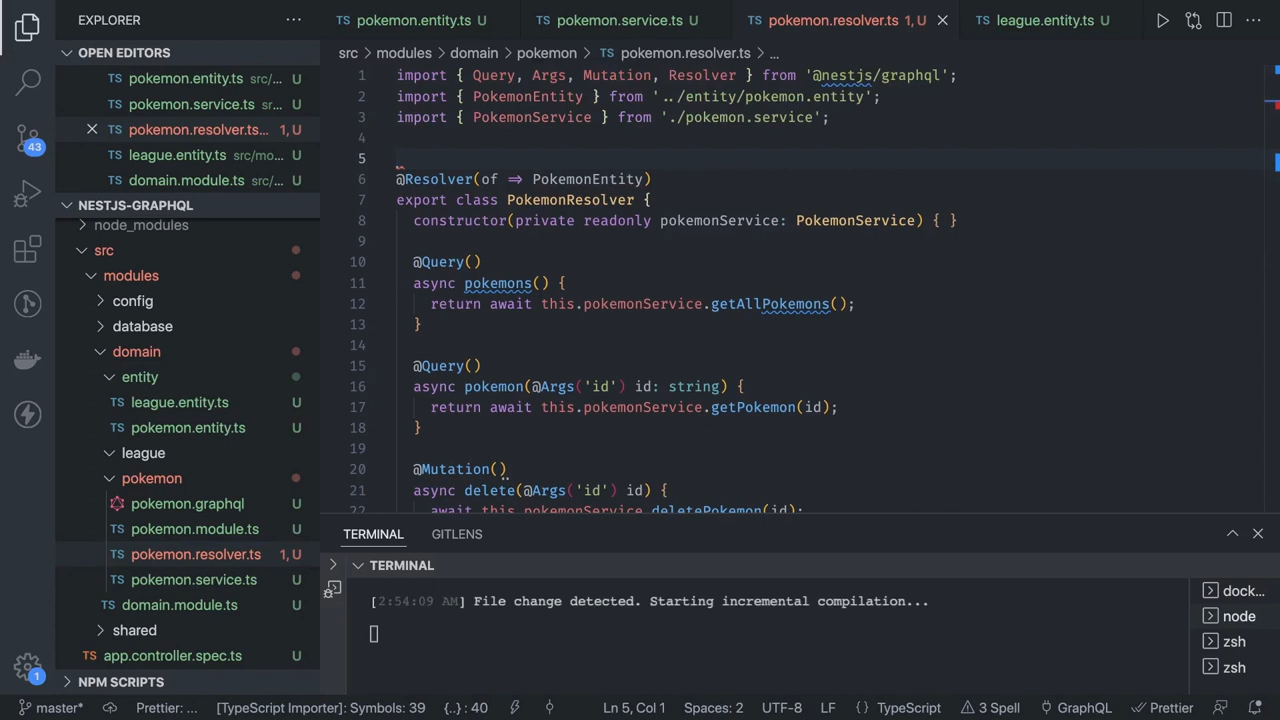 EXPLORER
OPEN EDITORS
pokemon.entity.ts src/... U
pokemon.service.ts src/... U
pokemon.resolver.ts... 1, U
league.entity.ts src/mo... U
domain.module.ts src/... U
NESTJS-GRAPHQL
node_modules
src
modules
config
database
domain
entity
league.entity.ts U
pokemon.entity.ts U
league
pokemon
pokemon.graphql U
pokemon.module.ts U
pokemon.resolver.ts 1, U
pokemon.service.ts U
domain.module.ts U
shared
app.controller.spec.ts U
NPM SCRIPTS
43
1
TS pokemon.entity.ts U
TS pokemon.service.ts U
TS pokemon.resolver.ts 1, U
TS league.entity.ts U
src > modules > domain > pokemon > TS pokemon.resolver.ts > ...
1 import { Query, Args, Mutation, Resolver } from '@nestjs/graphql';
2 import { PokemonEntity } from '../entity/pokemon.entity';
3 import { PokemonService } from './pokemon.service';
4
5
6 @Resolver(of => PokemonEntity)
7 export class PokemonResolver {
8 constructor(private readonly pokemonService: PokemonService) { }
9
10 @Query()
11 async pokemons() {
12 return await this.pokemonService.getAllPokemons();
13 }
14
15 @Query()
16 async pokemon(@Args('id') id: string) {
17 return await this.pokemonService.getPokemon(id);
18 }
19
20 @Mutation()
21 async delete(@Args('id') id) {
22 await this.pokemonService.deletePokemon(id);
TERMINAL GITLENS
TERMINAL
[2:54:09 AM] File change detected. Starting incremental compilation...
dock...
node
zsh
zsh
master* Prettier: ... [TypeScript Importer]: Symbols: 39 {..} : 40 Ln 5, Col 1 Spaces: 2 UTF-8 LF {} TypeScript 3 Spell GraphQL Prettier